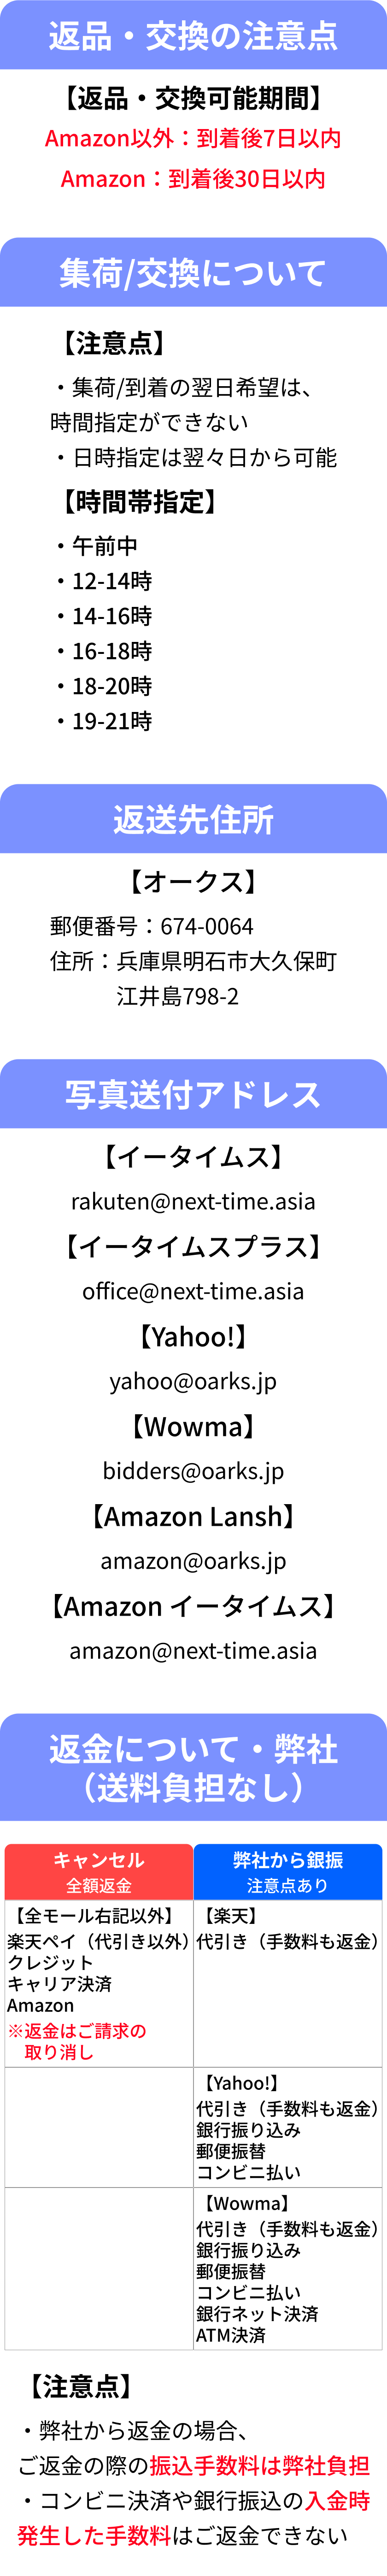 返品・交換の注意点
【返品・交換可能期間】
Amazon以外：到着後7日以内
Amazon：到着後30日以内
集荷/交換について
【注意点】
・集荷/到着の翌日希望は、
時間指定ができない
・日時指定は翌々日から可能
【時間帯指定】
・午前中
・12-14時
・14-16時
・16-18時
・18-20時
・19-21時
返送先住所
【オークス】
郵便番号：674-0064
住所：兵庫県明石市大久保町
江井島798-2
写真送付アドレス
【イータイムス】
rakuten@next-time.asia
【イータイムスプラス】
office@next-time.asia
【Yahoo!】
yahoo@oarks.jp
【Wowma】
bidders@oarks.jp
【Amazon Lansh】
amazon@oarks.jp
【Amazon イータイムス】
amazon@next-time.asia
返金について・弊社
（送料負担なし）
キャンセル
全額返金
弊社から銀振
注意点あり
【全モール右記以外】
楽天ペイ（代引き以外）
クレジット
キャリア決済
Amazon
※返金はご請求の
取り消し
【楽天】
代引き（手数料も返金）
【Yahoo!】
代引き（手数料も返金）
銀行振り込み
郵便振替
コンビニ払い
【Wowma】
代引き（手数料も返金）
銀行振り込み
郵便振替
コンビニ払い
銀行ネット決済
ATM決済
【注意点】
・弊社から返金の場合、
ご返金の際の振込手数料は弊社負担
・コンビニ決済や銀行振込の入金時
発生した手数料はご返金できない